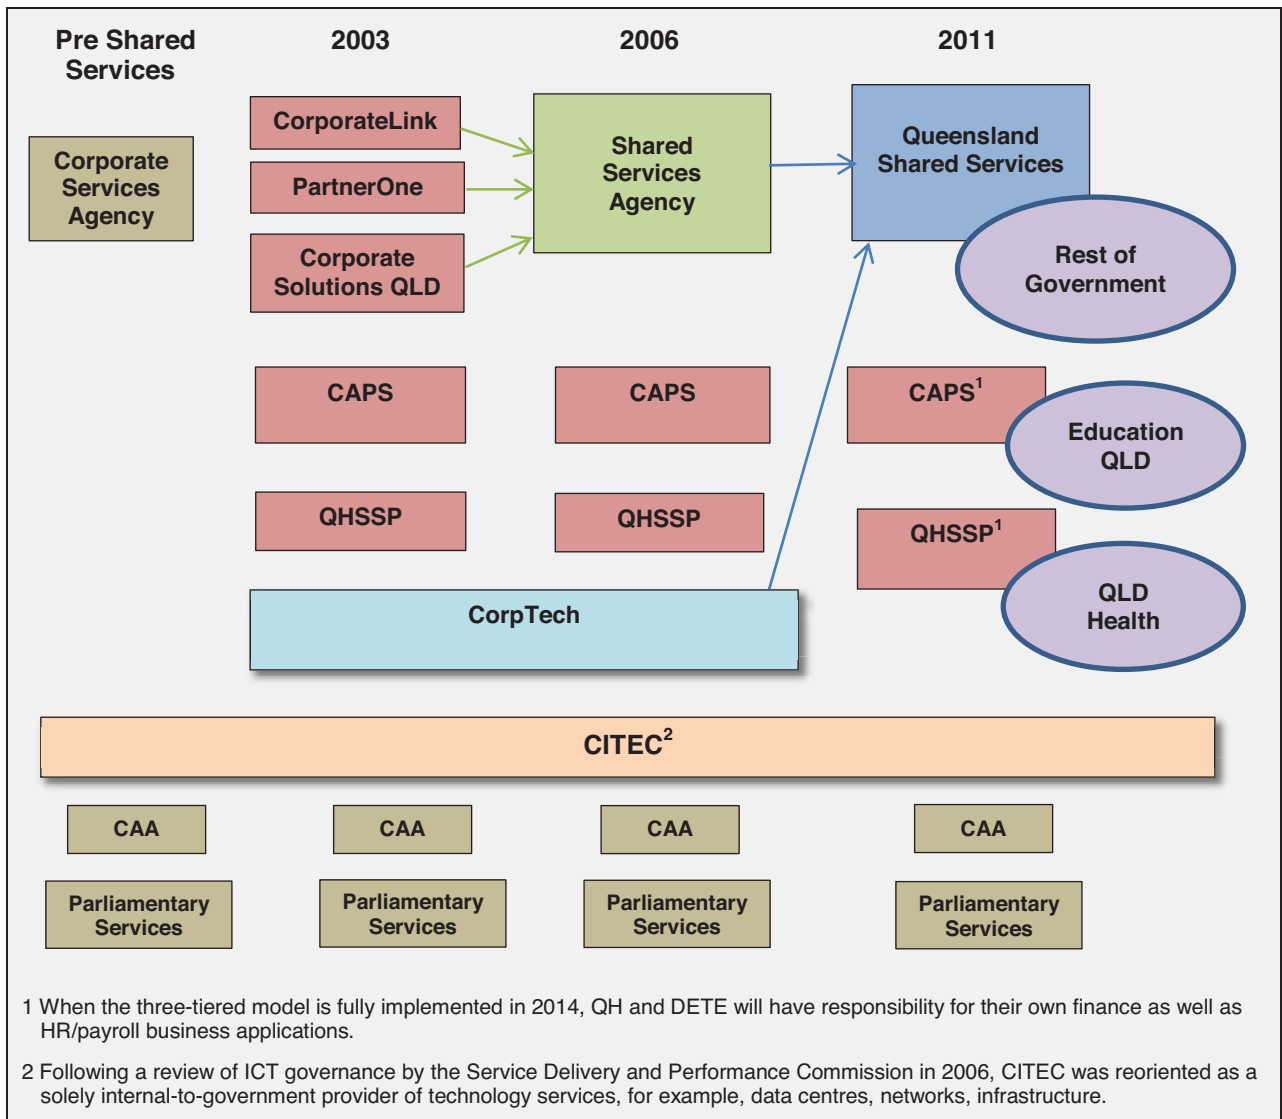 Pre Shared
Services
2003
2006
2011
Corporate
Services
Agency
CorporateLink
PartnerOne
Corporate
Solutions QLD
Shared
Services
Agency
Queensland
Shared Services
Rest of
Government
CAPS
CAPS
CAPS1
Education
QLD
QHSSP
QHSSP
QHSSP1
QLD
Health
CorpTech
CITEC2
CAA
CAA
CAA
CAA
Parliamentary
Services
Parliamentary
Services
Parliamentary
Services
Parliamentary
Services
1 When the three-tiered model is fully implemented in 2014, QH and DETE will have responsibility for their own finance as well as
HR/payroll business applications.
2 Following a review of ICT governance by the Service Delivery and Performance Commission in 2006, CITEC was reoriented as a
solely internal-to-government provider of technology services, for example, data centres, networks, infrastructure.